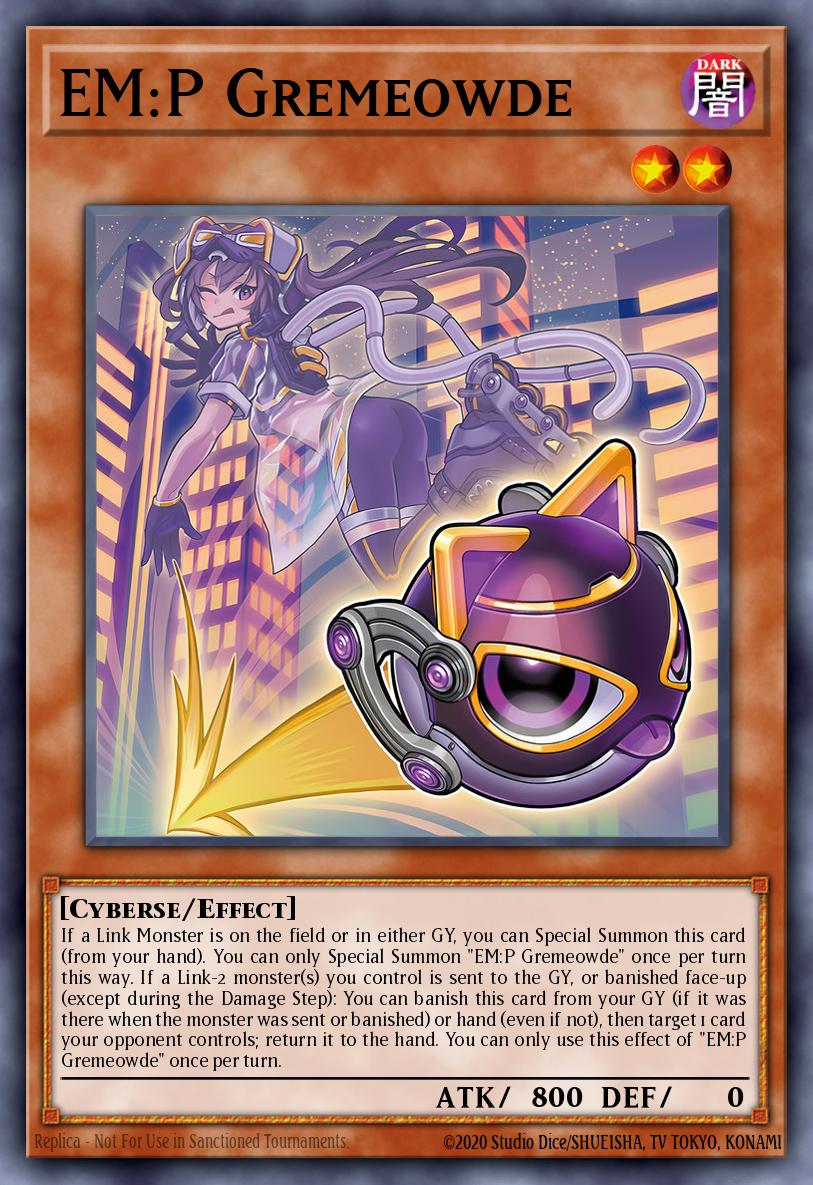 EM:P Gremeowde
DARK
闇
[Cyberse/Effect]
If a Link Monster is on the field or in either GY, you can Special Summon this card
(from your hand). You can only Special Summon "EM:P Gremeowde" once per turn
this way. If a Link-2 monster(s) you control is sent to the GY, or banished face-up
(except during the Damage Step): You can banish this card from your GY (if it was
there when the monster was sent or banished) or hand (even if not), then target 1 card
your opponent controls; return it to the hand. You can only use this effect of "EM:P
Gremeowde" once per turn.
ATK/ 800 DEF/ 0
Replica - Not For Use in Sanctioned Tournaments.
©2020 Studio Dice/SHUEISHA, TV TOKYO, KONAMI